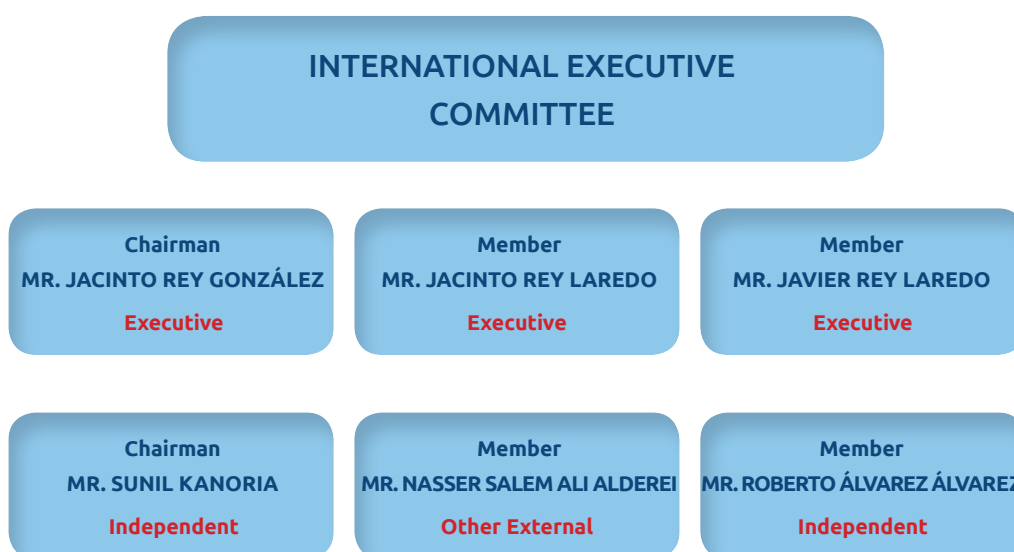 INTERNATIONAL EXECUTIVE
COMMITTEE
Chairman
MR. JACINTO REY GONZÁLEZ
Executive
Member
MR. JACINTO REY LAREDO
Executive
Member
MR. JAVIER REY LAREDO
Executive
Chairman
MR. SUNIL KANORIA
Independent
Member
MR. NASSER SALEM ALI ALDEREI
Other External
Member
MR. ROBERTO ÁLVAREZ ÁLVAREZ
Independent